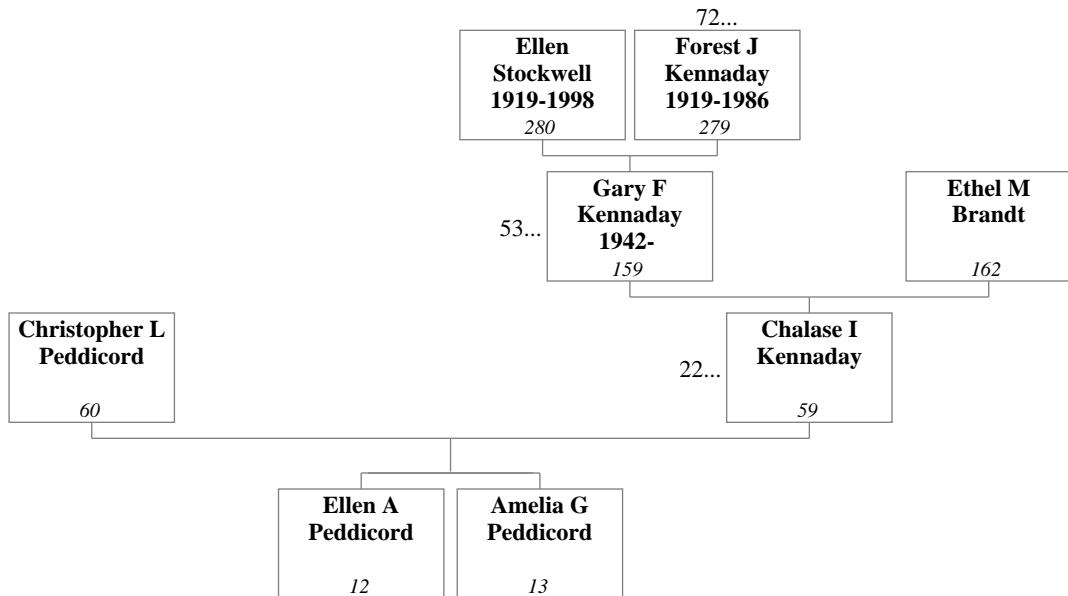 72...
Ellen
Stockwell
1919-1998
280
Forest J
Kennaday
1919-1986
279
53...
Gary F
Kennaday
1942-
159
Ethel M
Brandt
162
Christopher L
Peddicord
60
22...
Chalase I
Kennaday
59
Ellen A
Peddicord
12
Amelia G
Peddicord
13